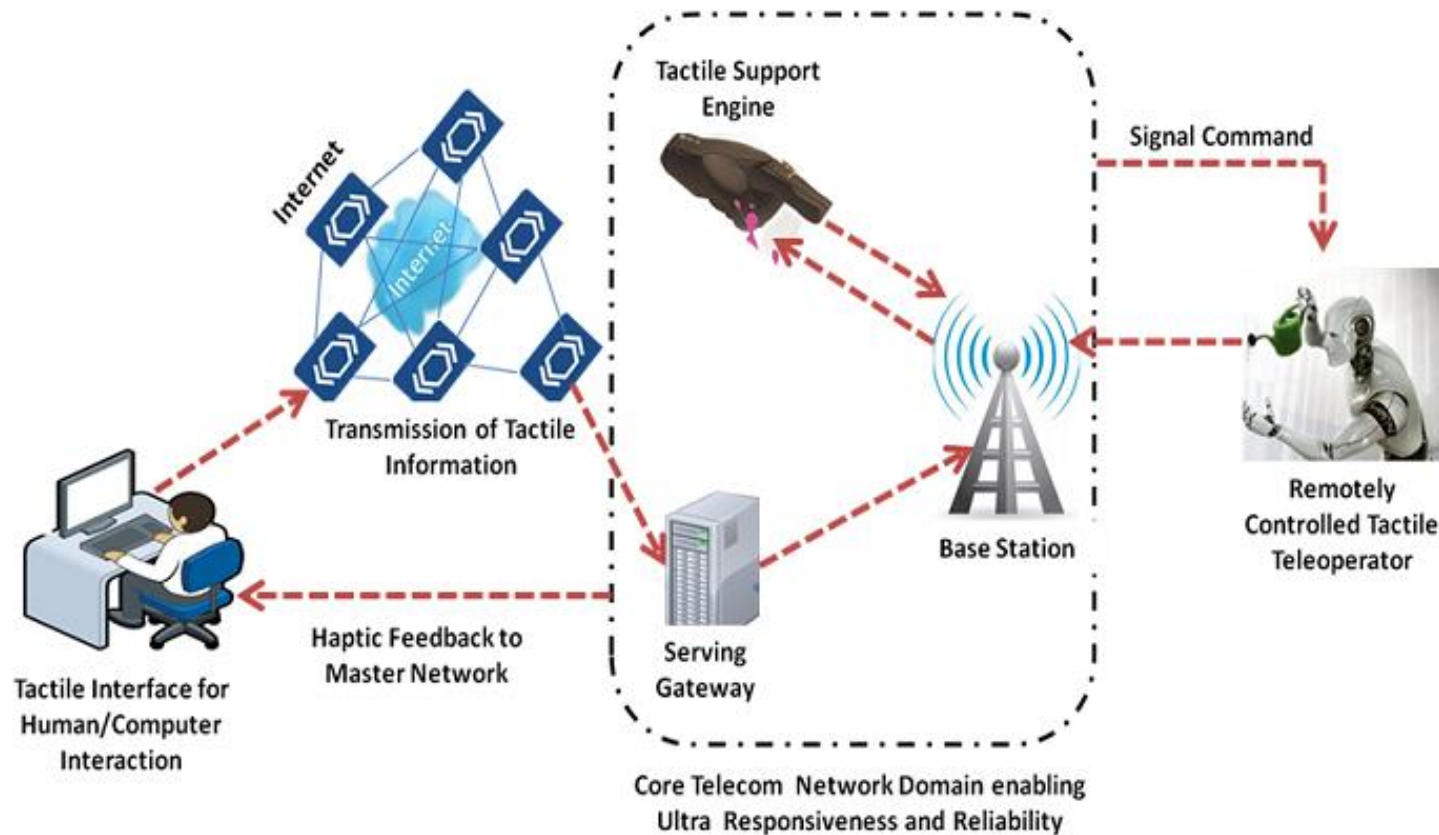 Tactile Support
Engine
Signal Command
Internet
Internet
Transmission of Tactile
Information
Base Station
Remotely
Controlled Tactile
Teleoperator
Haptic Feedback to
Master Network
Serving
Gateway
Tactile Interface for
Human/Computer
Interaction
Core Telecom Network Domain enabling
Ultra Responsiveness and Reliability